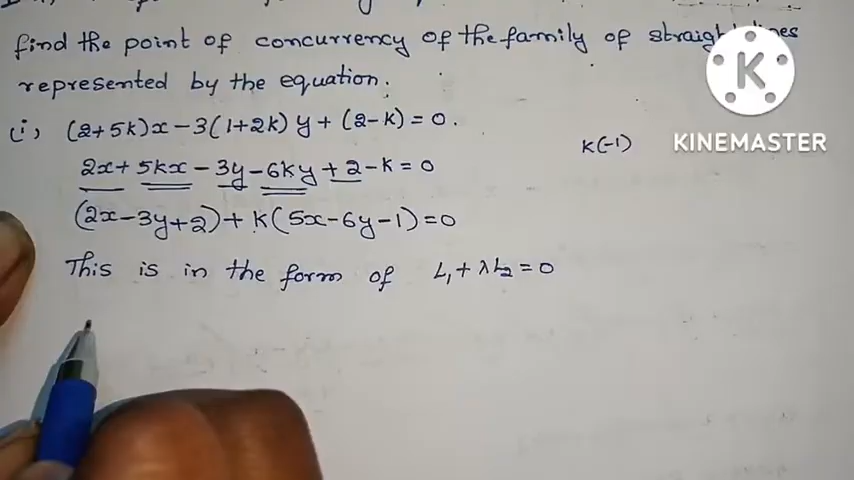 find the point of concurrency of the family of straight lines
represented by the equation.
(i) (2+5k)x-3(1+2k)y+(2-k)=0.
k(-1)
2x+5kx-3y-6ky+2-k=0
(2x-3y+2)+k(5x-6y-1)=0
This is in the form of L₁+λL₂=0
K
KINEMASTER